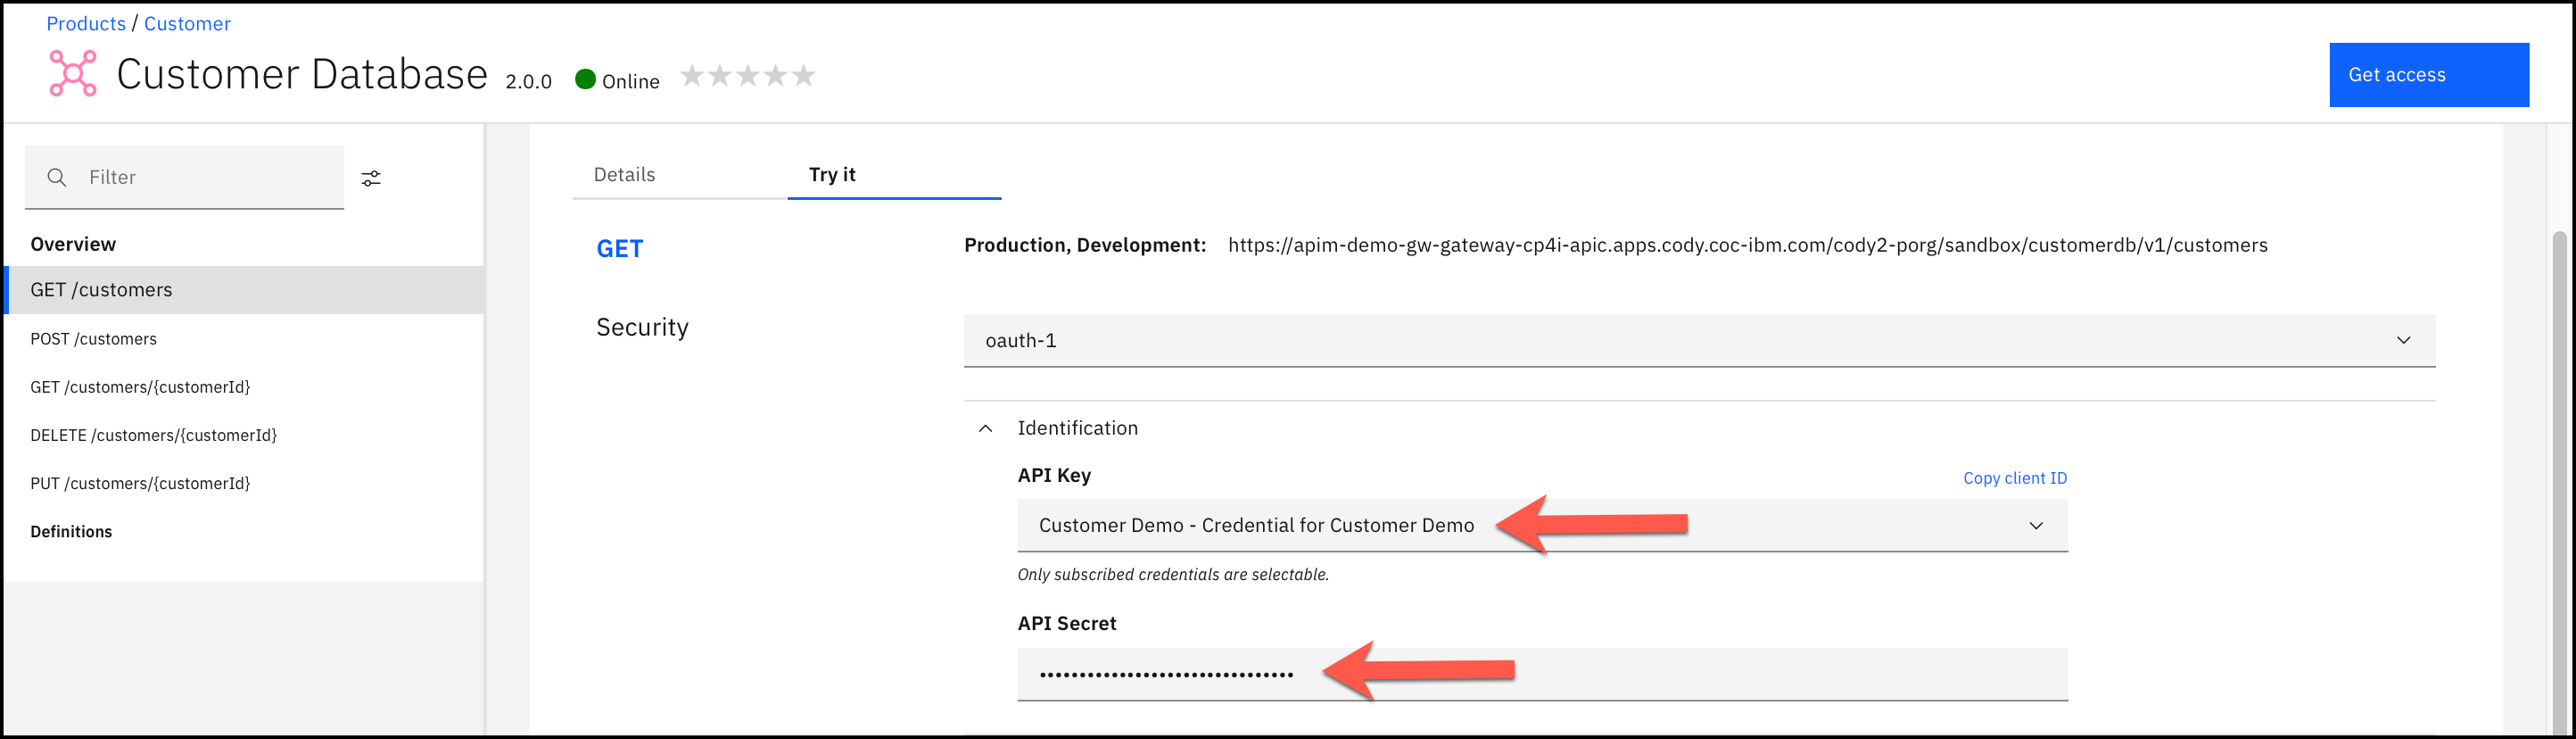 Products / Customer
Customer Database 2.0.0 Online
Get access
Filter
Overview
GET /customers
POST /customers
GET /customers/{customerId}
DELETE /customers/{customerId}
PUT /customers/{customerId}
Definitions
Details Try it
GET Production, Development: https://apim-demo-gw-gateway-cp4i-apic.apps.cody.coc-ibm.com/cody2-porg/sandbox/customerdb/v1/customers
Security oauth-1
Identification
API Key Copy client ID
Customer Demo - Credential for Customer Demo
Only subscribed credentials are selectable.
API Secret
••••••••••••••••••••••••••••••••